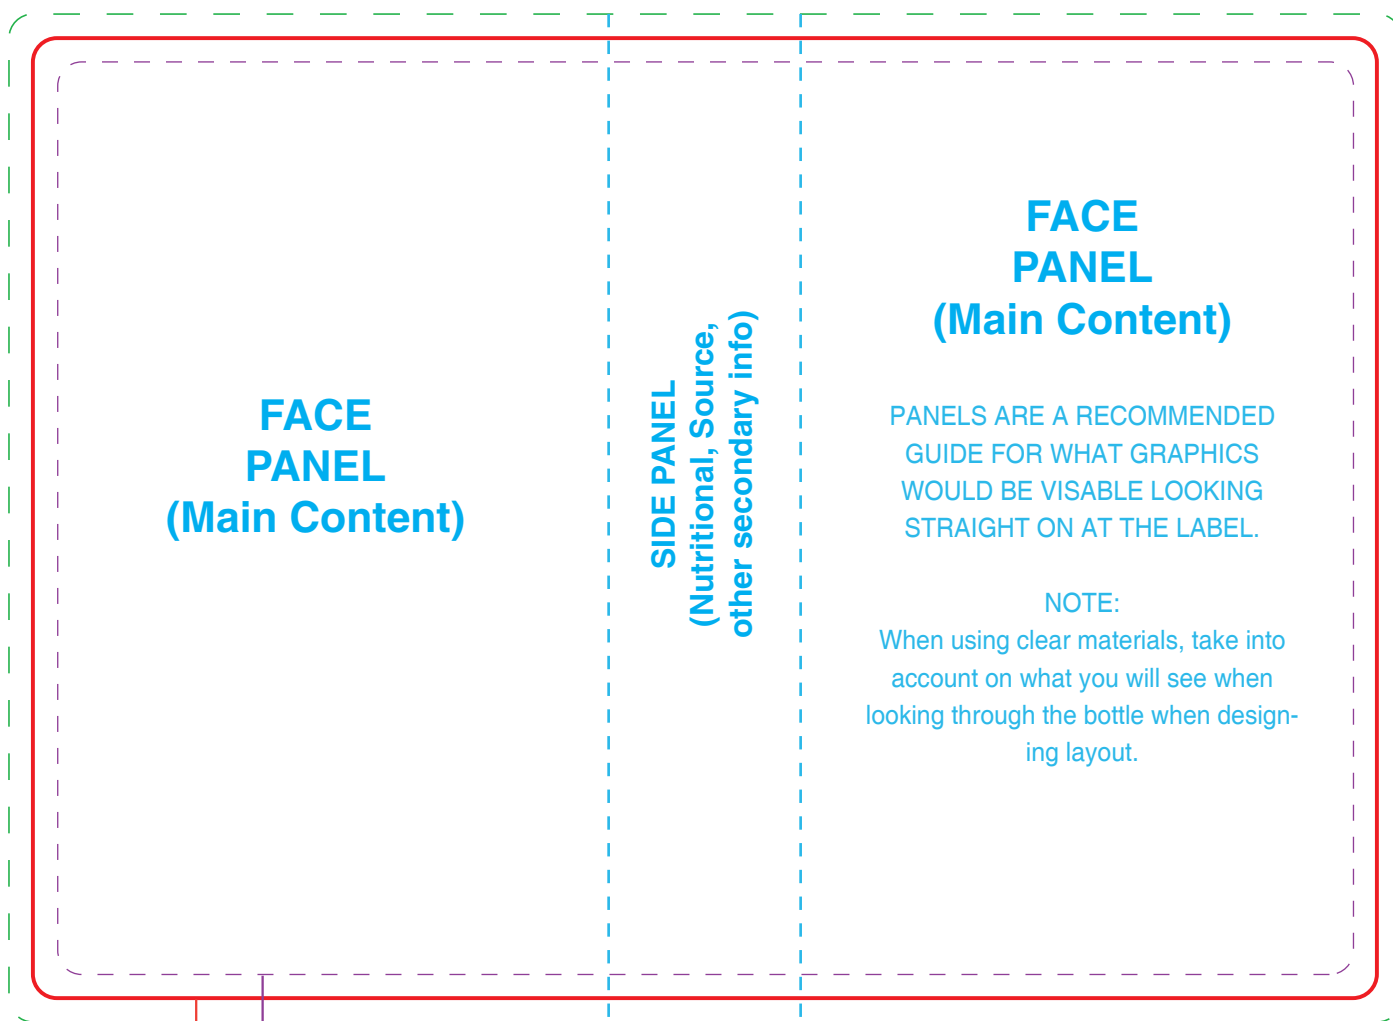 FACE
PANEL
(Main Content)
SIDE PANEL
(Nutritional, Source,
other secondary info)
FACE
PANEL
(Main Content)
PANELS ARE A RECOMMENDED
GUIDE FOR WHAT GRAPHICS
WOULD BE VISABLE LOOKING
STRAIGHT ON AT THE LABEL.
NOTE:
When using clear materials, take into
account on what you will see when
looking through the bottle when design-
ing layout.